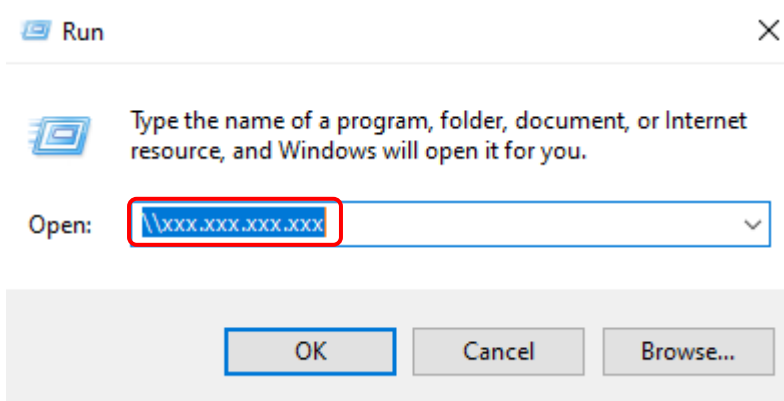 Run
Type the name of a program, folder, document, or Internet
resource, and Windows will open it for you.
Open: \\xxx.xxx.xxx.xxx
OK Cancel Browse...